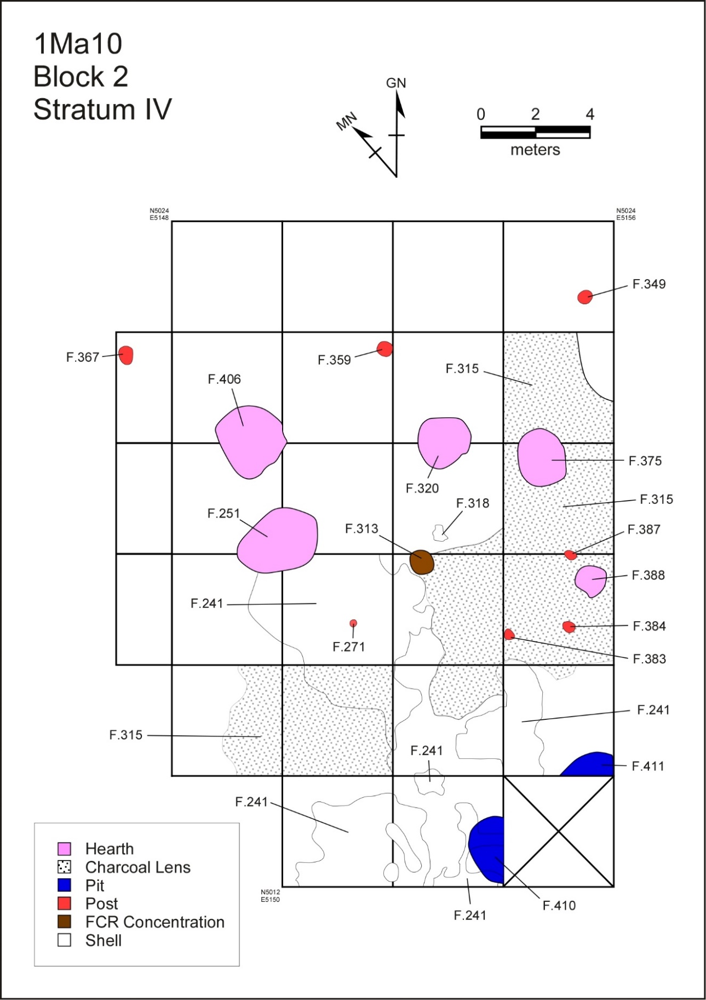 1Ma10
Block 2
Stratum IV
GN
MN
0 2 4
meters
N5024
E5148
N5024
E5156
F.349
F.367
F.359
F.315
F.406
F.375
F.320
F.315
F.318
F.251
F.313
F.387
F.388
F.241
F.384
F.271
F.383
F.241
F.315
F.241
F.411
F.241
Hearth
Charcoal Lens
Pit
Post
FCR Concentration
Shell
N5012
E5150
F.410
F.241